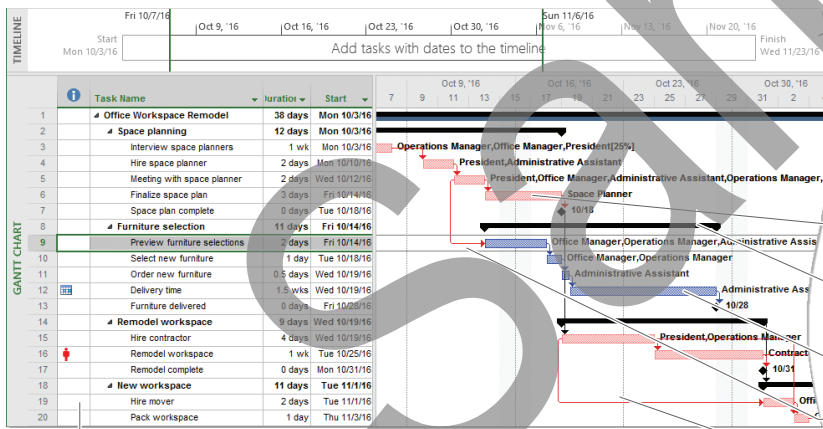 TIMELINE
Fri 10/7/16
Sun 11/6/16
Oct 9, '16 Oct 16, '16 Oct 23, '16 Oct 30, '16 Nov 6, '16 Nov 13, '16 Nov 20, '16
Start
Mon 10/3/16
Add tasks with dates to the timeline
Finish
Wed 11/23/16
Oct 9, '16 Oct 16, '16 Oct 23, '16 Oct 30, '16
Task Name Duration Start 7 9 11 13 15 17 19 21 23 25 27 29 31 2
GANTT CHART
1 Office Workspace Remodel 38 days Mon 10/3/16
2 Space planning 12 days Mon 10/3/16
3 Interview space planners 1 wk Mon 10/3/16 Operations Manager,Office Manager,President[25%]
4 Hire space planner 2 days Mon 10/10/16 President,Administrative Assistant
5 Meeting with space planner 2 days Wed 10/12/16 President,Office Manager,Administrative Assistant,Operations Manager,
6 Finalize space plan 3 days Fri 10/14/16 Space Planner
7 Space plan complete 0 days Tue 10/18/16 10/18
8 Furniture selection 11 days Fri 10/14/16
9 Preview furniture selections 2 days Fri 10/14/16 Office Manager,Operations Manager,Administrative Assis
10 Select new furniture 1 day Tue 10/18/16 Office Manager,Operations Manager
11 Order new furniture 0.5 days Wed 10/19/16 Administrative Assistant
12 Delivery time 1.5 wks Wed 10/19/16 Administrative Ass
13 Furniture delivered 0 days Fri 10/28/16 10/28
14 Remodel workspace 9 days Wed 10/19/16
15 Hire contractor 4 days Wed 10/19/16 President,Operations Manager
16 Remodel workspace 1 wk Tue 10/25/16 Contract
17 Remodel complete 0 days Mon 10/31/16 10/31
18 New workspace 11 days Tue 11/1/16
19 Hire mover 2 days Tue 11/1/16 Offi
20 Pack workspace 1 day Thu 11/3/16